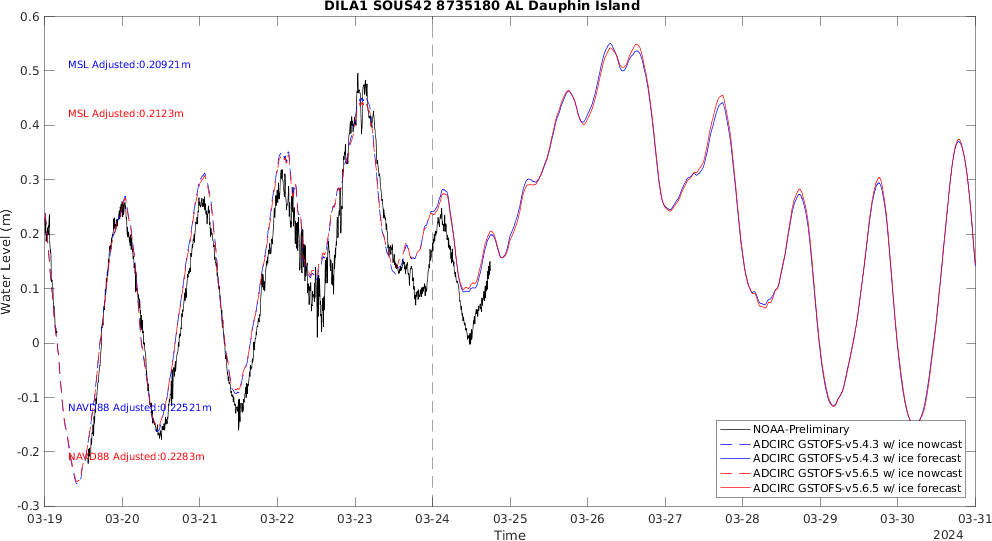 DILA1 SOUS42 8735180 AL Dauphin Island
0.6
0.5
0.4
0.3
0.2
0.1
0
-0.1
-0.2
-0.3
Water Level (m)
MSL Adjusted:0.20921m
MSL Adjusted:0.2123m
NAVD88 Adjusted:0.22521m
NAVD88 Adjusted:0.2283m
NOAA-Preliminary
ADCIRC GSTOFS-v5.4.3 w/ ice nowcast
ADCIRC GSTOFS-v5.4.3 w/ ice forecast
ADCIRC GSTOFS-v5.6.5 w/ ice nowcast
ADCIRC GSTOFS-v5.6.5 w/ ice forecast
03-19 03-20 03-21 03-22 03-23 03-24 03-25 03-26 03-27 03-28 03-29 03-30 03-31
Time
2024